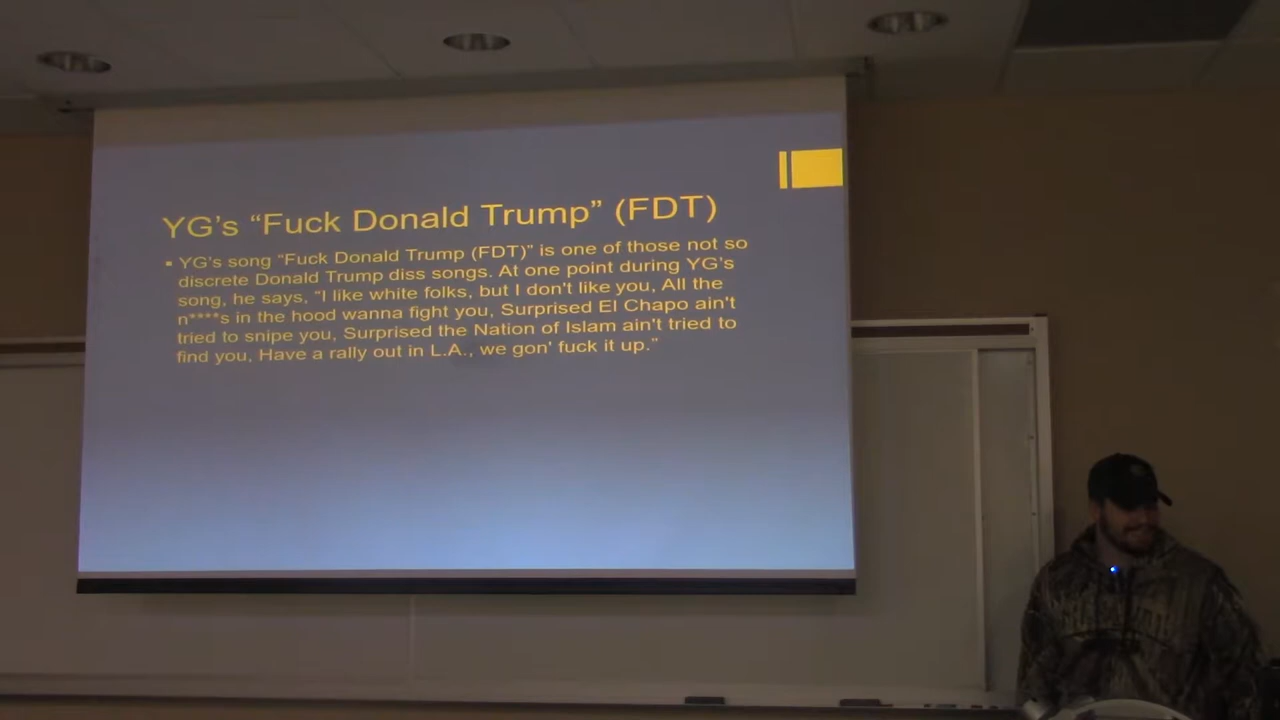 YG's “Fuck Donald Trump” (FDT)
▪ YG's song “Fuck Donald Trump (FDT)” is one of those not so
discrete Donald Trump diss songs. At one point during YG's
song, he says, “I like white folks, but I don't like you, All the
n****s in the hood wanna fight you, Surprised El Chapo ain't
tried to snipe you, Surprised the Nation of Islam ain't tried to
find you, Have a rally out in L.A., we gon' fuck it up.”